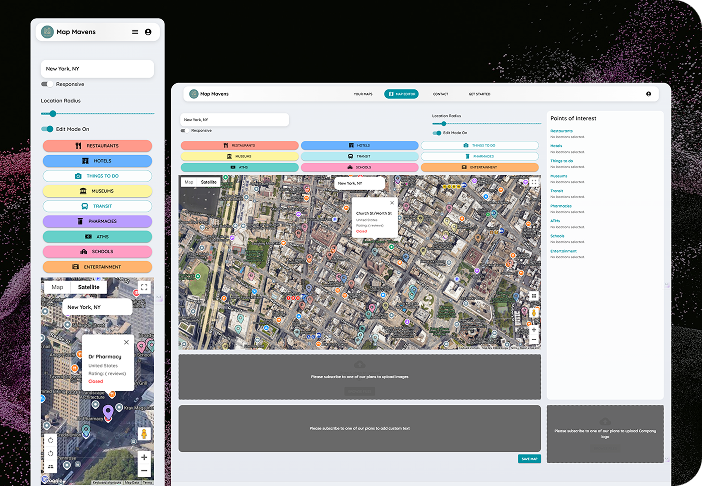 Map Mavens
New York, NY
Responsive
Location Radius
Edit Mode On
RESTAURANTS
HOTELS
THINGS TO DO
MUSEUMS
TRANSIT
PHARMACIES
ATMS
SCHOOLS
ENTERTAINMENT
Map
Satellite
New York, NY
Dr Pharmacy
United States
Rating: ( reviews)
Closed
Keyboard shortcuts
Map Data
Terms
Map Mavens
YOUR MAPS
MAP EDITOR
CONTACT
GET STARTED
New York, NY
Responsive
Location Radius
Edit Mode On
RESTAURANTS
HOTELS
THINGS TO DO
MUSEUMS
TRANSIT
PHARMACIES
ATMS
SCHOOLS
ENTERTAINMENT
Map
Satellite
New York, NY
Church St/Worth St
United States
Rating: ( reviews)
Closed
Please subscribe to one of our plans to upload images
Please subscribe to one of our plans to add custom text
SAVE MAP
Points of Interest
Restaurants
No locations selected
Hotels
No locations selected
Things to do
No locations selected
Museums
No locations selected
Transit
No locations selected
Pharmacies
No locations selected
ATMs
No locations selected
Schools
No locations selected
Entertainment
No locations selected
Please subscribe to one of our plans to upload Company
logo